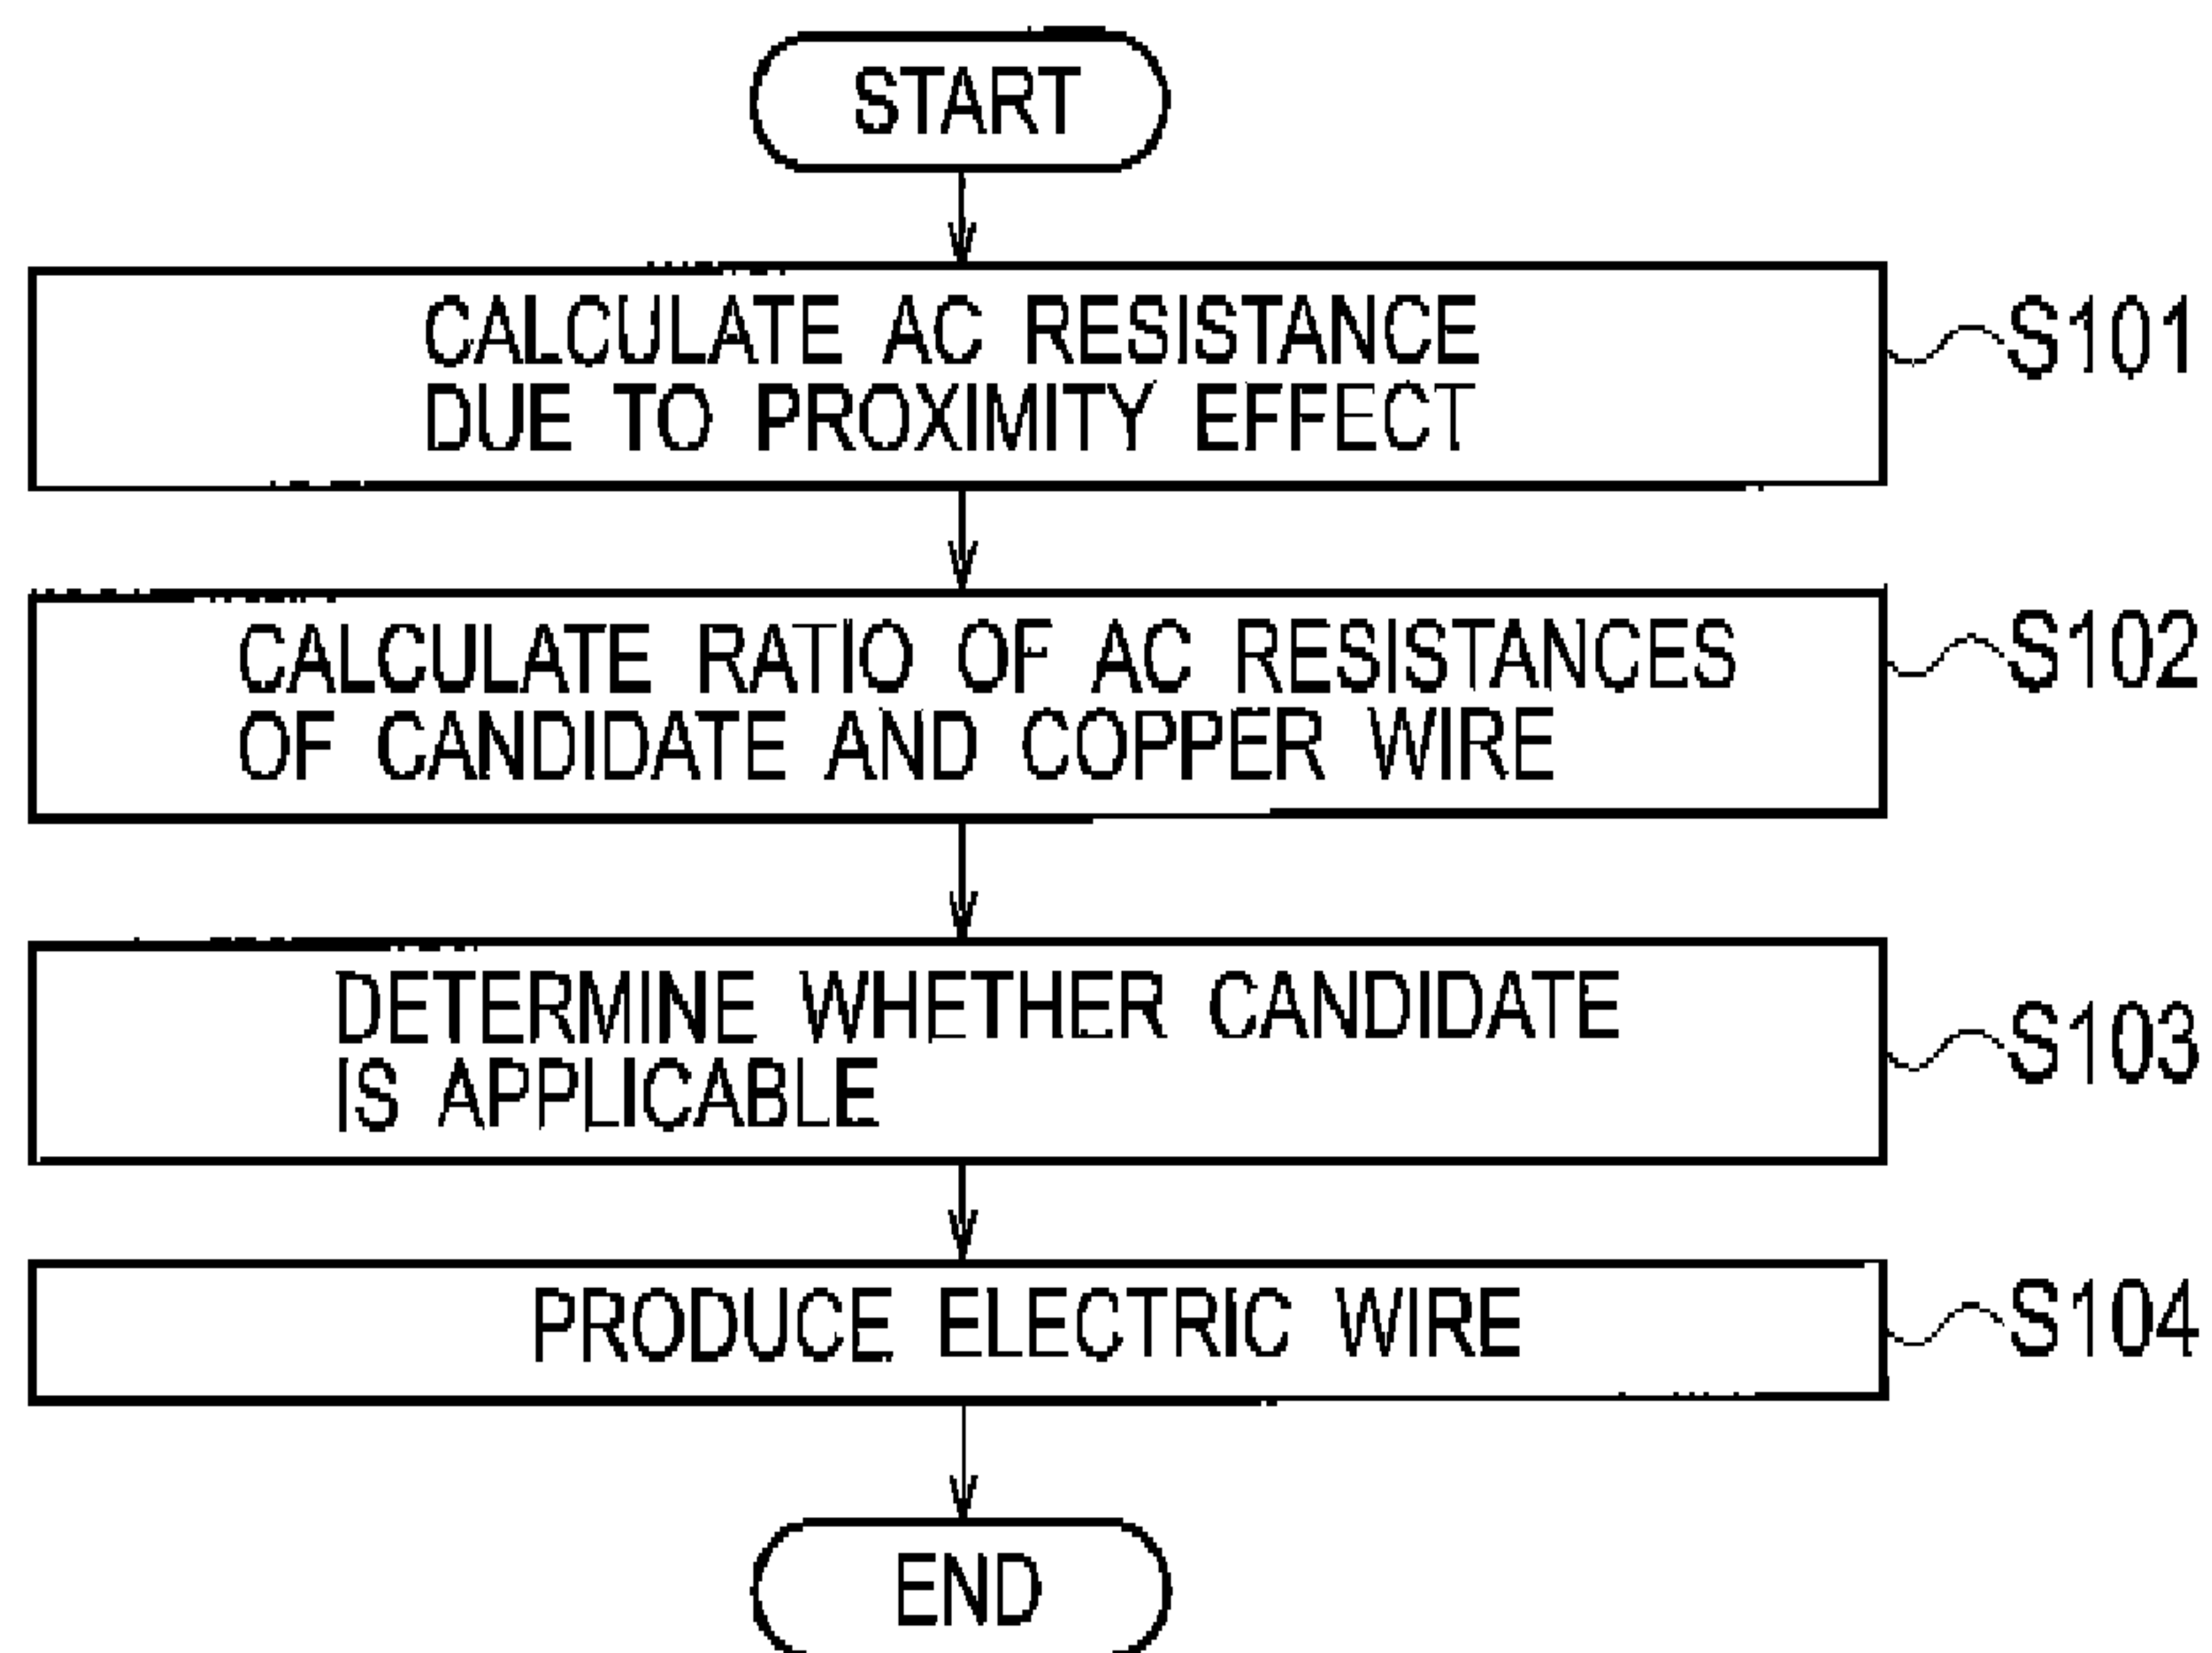 START
CALCULATE AC RESISTANCE
DUE TO PROXIMITY EFFECT
S101
CALCULATE RATIO OF AC RESISTANCES
OF CANDIDATE AND COPPER WIRE
S102
DETERMINE WHETHER CANDIDATE
IS APPLICABLE
S103
PRODUCE ELECTRIC WIRE
S104
END